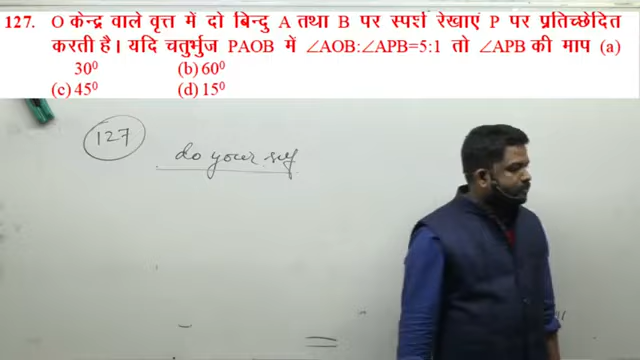 127. O केन्द्र वाले वृत्त में दो बिन्दु A तथा B पर स्पर्श रेखाएं P पर प्रतिच्छेदित
करती है। यदि चतुर्भुज PAOB में ∠AOB:∠APB=5:1 तो ∠APB की माप (a)
30⁰ (b) 60⁰
(c) 45⁰ (d) 15⁰
127
do your self